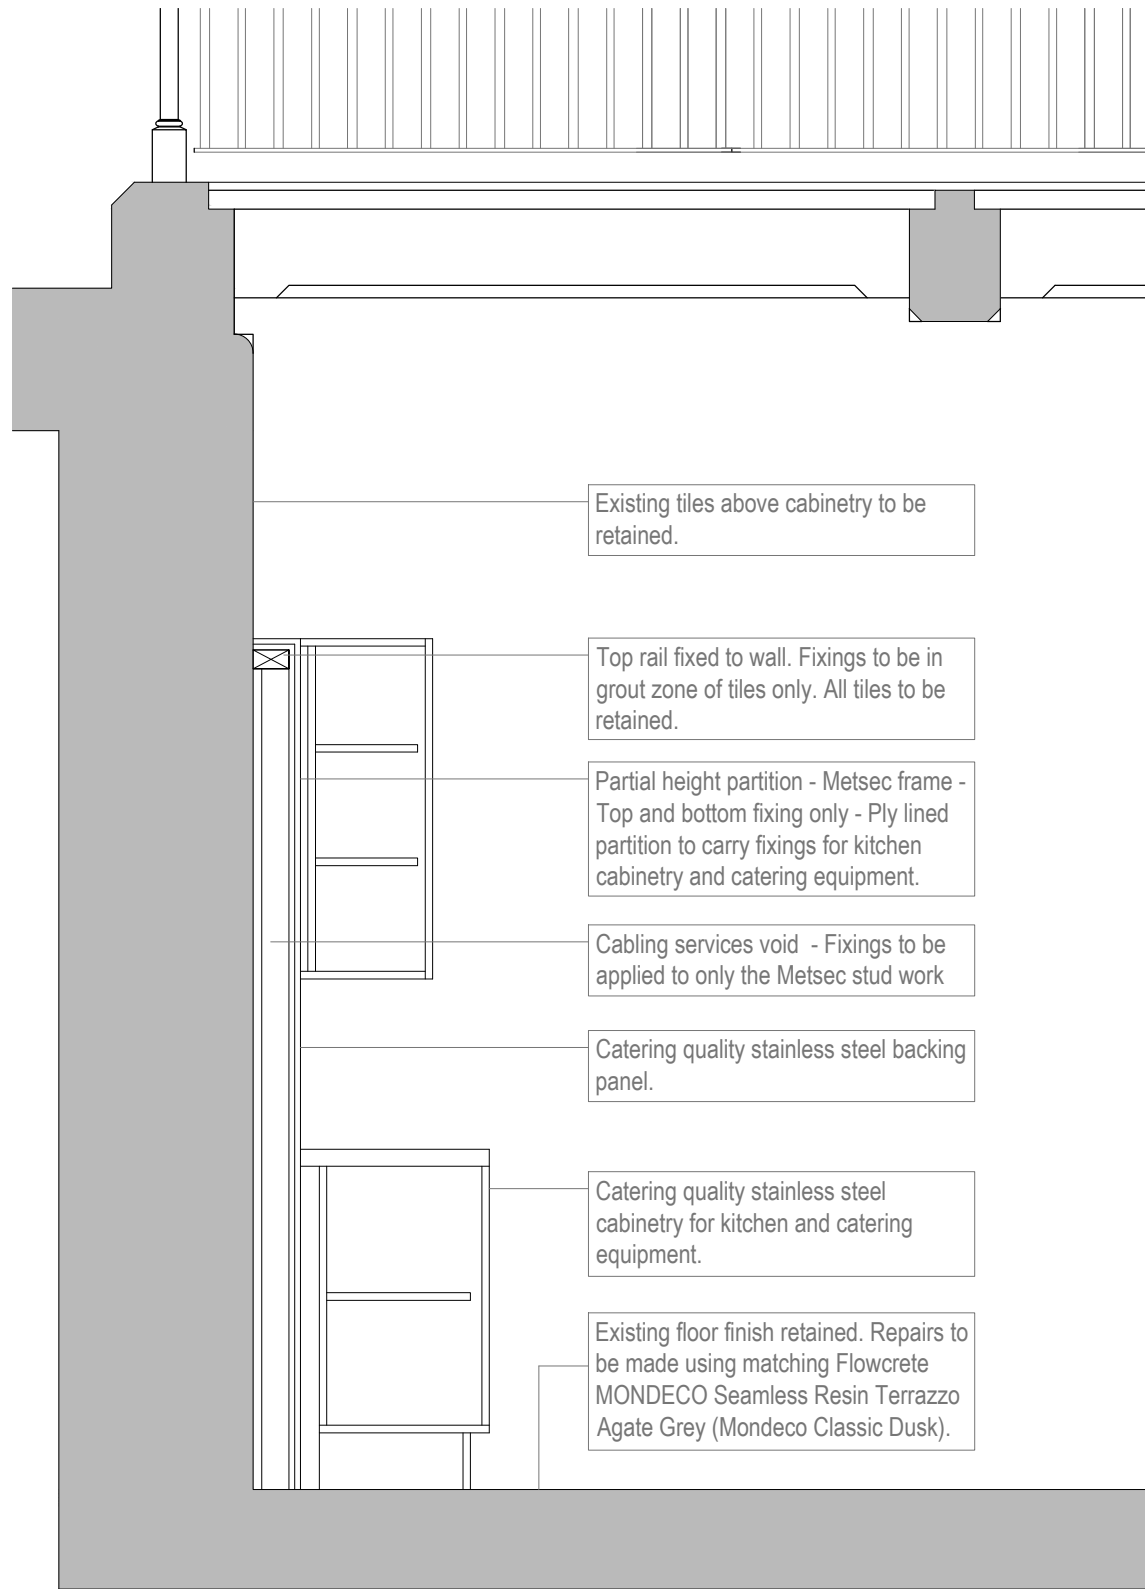 Existing tiles above cabinetry to be
retained.
Top rail fixed to wall. Fixings to be in
grout zone of tiles only. All tiles to be
retained.
Partial height partition - Metsec frame -
Top and bottom fixing only - Ply lined
partition to carry fixings for kitchen
cabinetry and catering equipment.
Cabling services void - Fixings to be
applied to only the Metsec stud work
Catering quality stainless steel backing
panel.
Catering quality stainless steel
cabinetry for kitchen and catering
equipment.
Existing floor finish retained. Repairs to
be made using matching Flowcrete
MONDECO Seamless Resin Terrazzo
Agate Grey (Mondeco Classic Dusk).